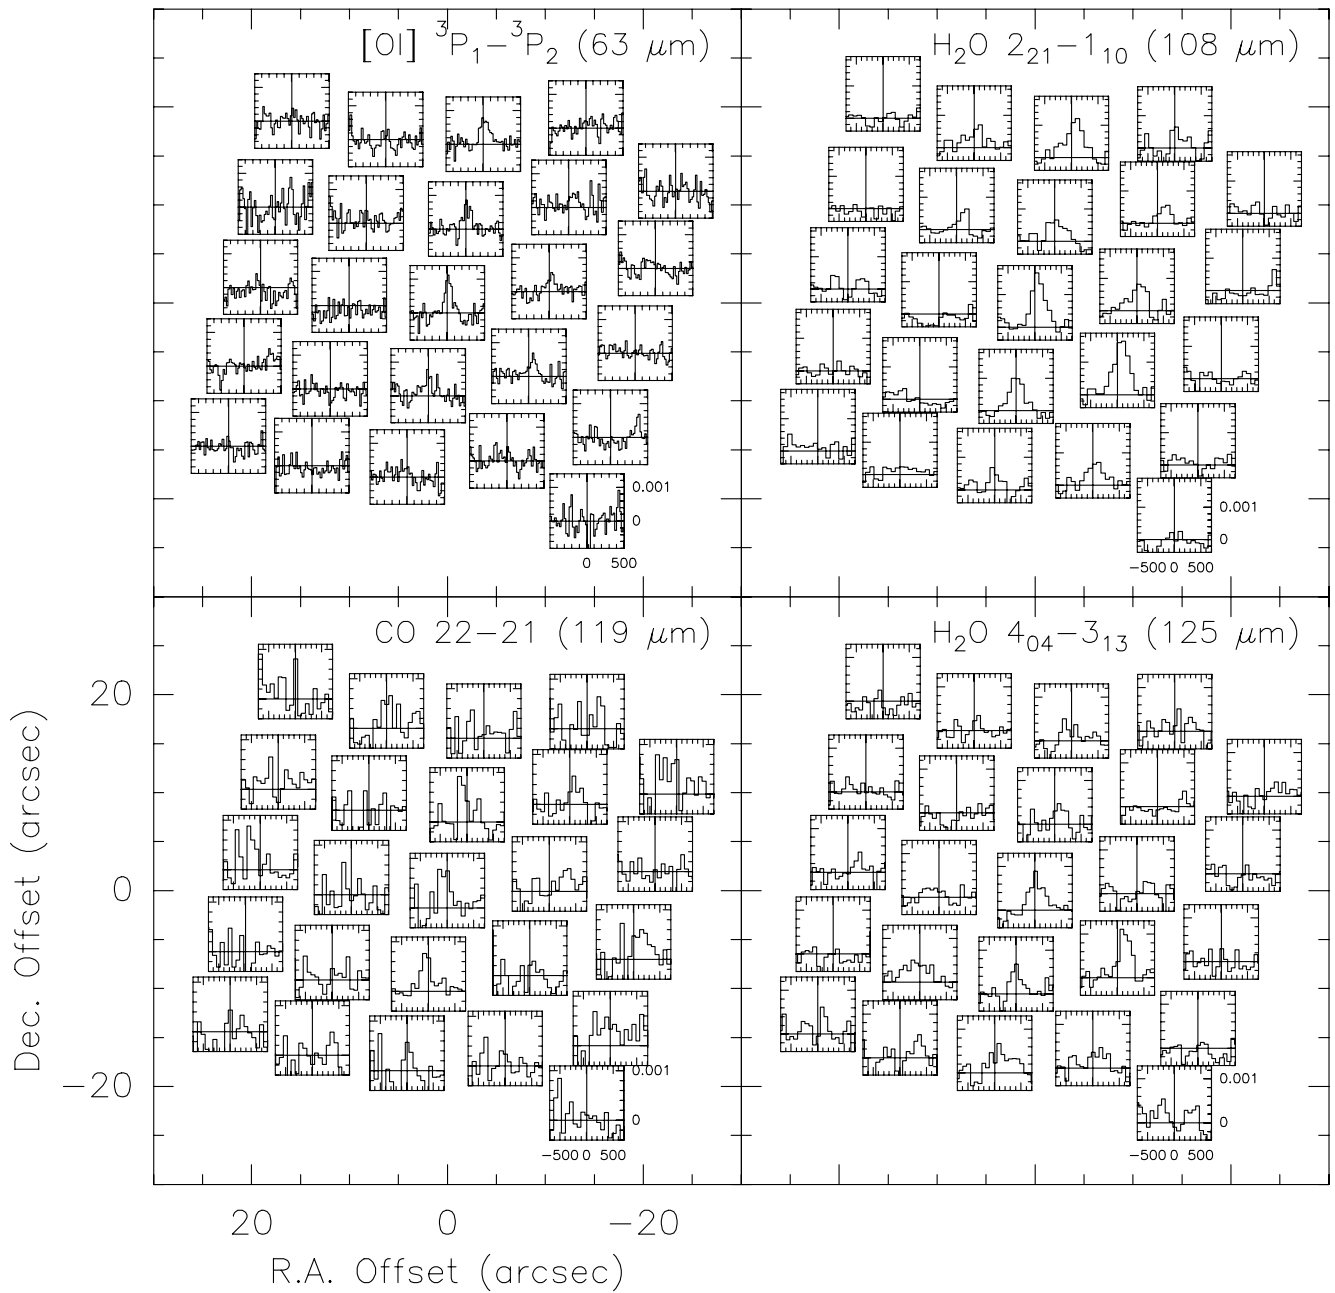 [OI] ³P₁−³P₂ (63 μm)
H₂O 2₂₁−1₁₀ (108 μm)
0.001
0
0 500
0.001
0
−500 0 500
CO 22−21 (119 μm)
H₂O 4₀₄−3₁₃ (125 μm)
20
0
−20
Dec. Offset (arcsec)
0.001
0
−500 0 500
0.001
0
−500 0 500
20 0 −20
R.A. Offset (arcsec)